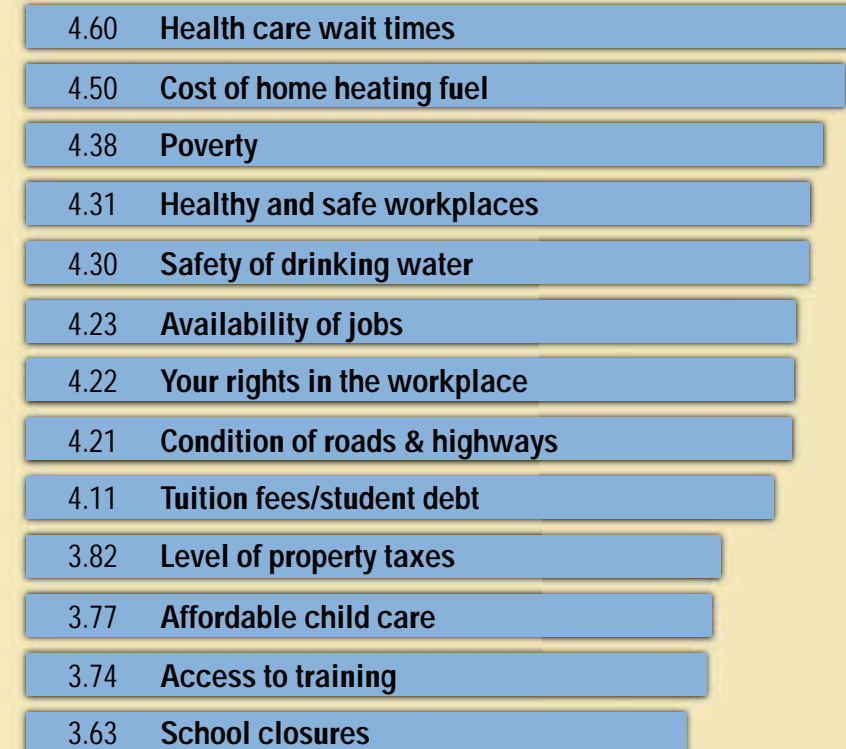 4.60 Health care wait times
4.50 Cost of home heating fuel
4.38 Poverty
4.31 Healthy and safe workplaces
4.30 Safety of drinking water
4.23 Availability of jobs
4.22 Your rights in the workplace
4.21 Condition of roads & highways
4.11 Tuition fees/student debt
3.82 Level of property taxes
3.77 Affordable child care
3.74 Access to training
3.63 School closures